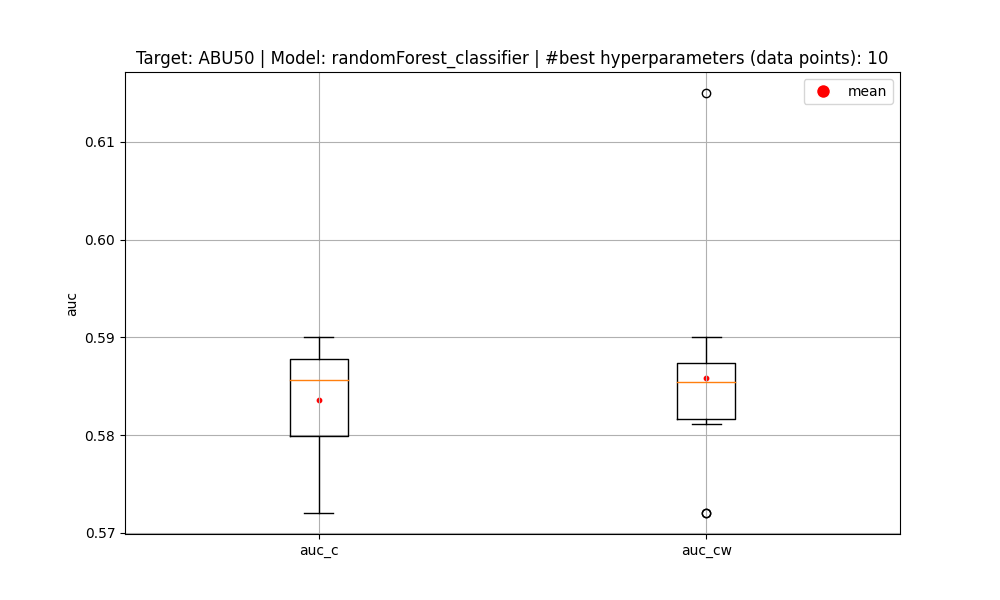 Target: ABU50 | Model: randomForest_classifier | #best hyperparameters (data points): 10
mean
0.61
0.60
0.59
0.58
0.57
auc
auc_c
auc_cw